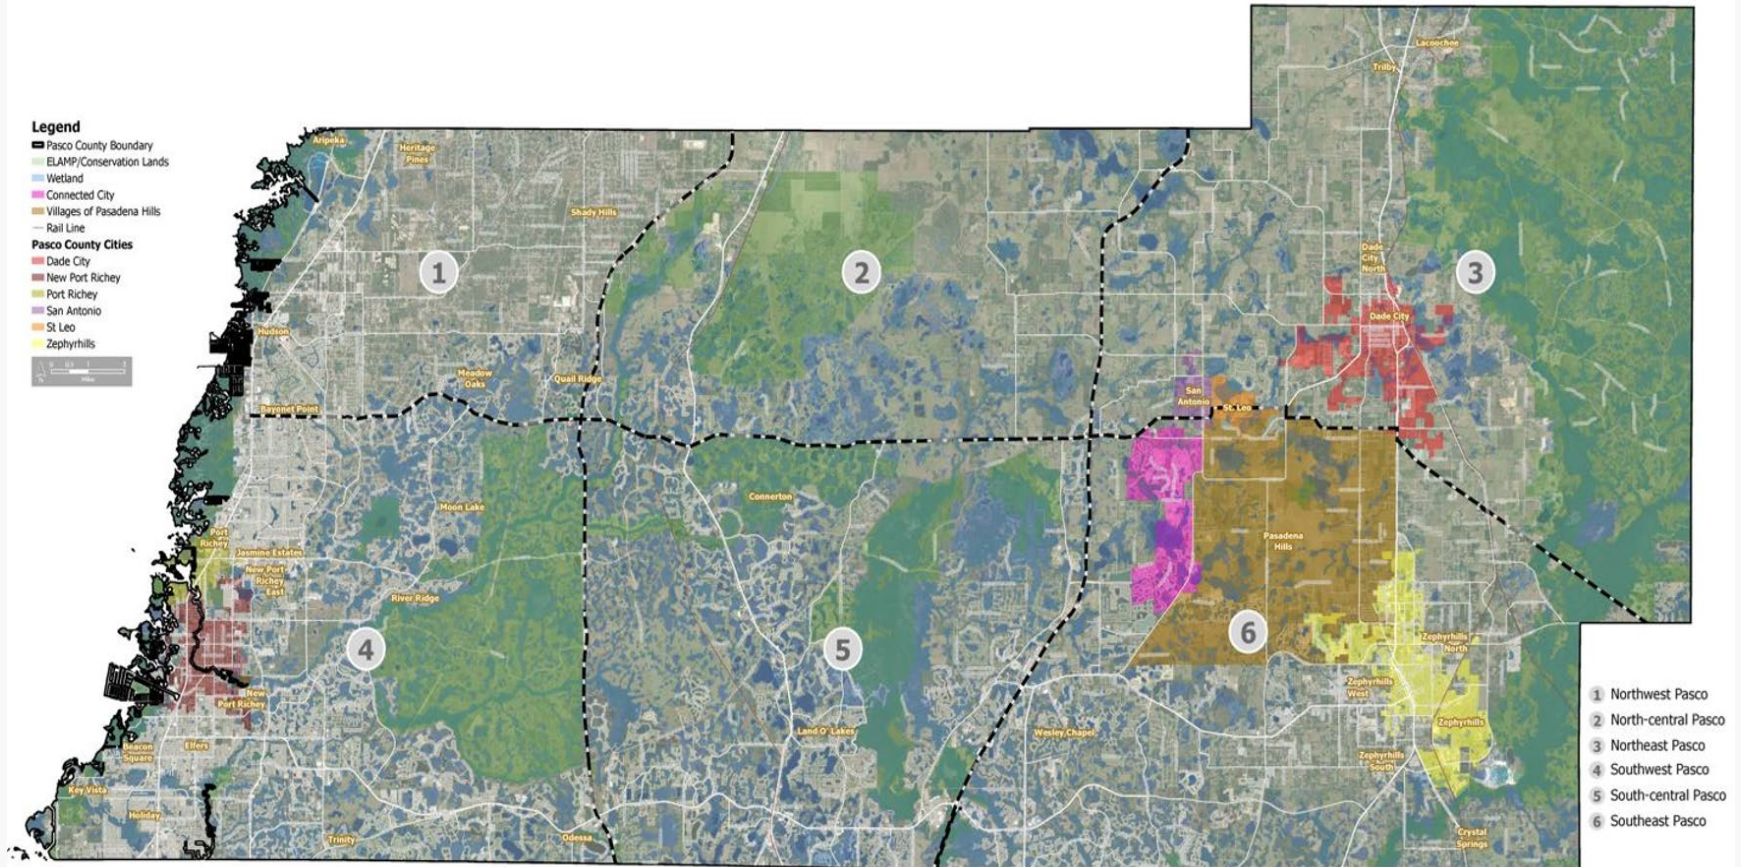 Lacoochee
Trilby
Legend
Pasco County Boundary
ELAMP/Conservation Lands
Wetland
Connected City
Villages of Pasadena Hills
Rail Line
Pasco County Cities
Dade City
New Port Richey
Port Richey
San Antonio
St Leo
Zephyrhills
0 0.5 1 2
Miles
Aripeka
Heritage
Pines
Shady Hills
1
2
3
Dade
City
North
Dade City
Hudson
Meadow
Oaks
Quail Ridge
Bayonet Point
San
Antonio
St. Leo
Connerton
Moon Lake
Port
Richey
Jasmine Estates
New Port
Richey
East
River Ridge
Pasadena
Hills
4
5
6
Zephyrhills
North
Zephyrhills
West
New
Port Richey
Zephyrhills
Land O' Lakes
Wesley Chapel
Beacon
Square
Elfers
Zephyrhills
South
Key Vista
Holiday
Trinity
Odessa
Crystal
Springs
1 Northwest Pasco
2 North-central Pasco
3 Northeast Pasco
4 Southwest Pasco
5 South-central Pasco
6 Southeast Pasco